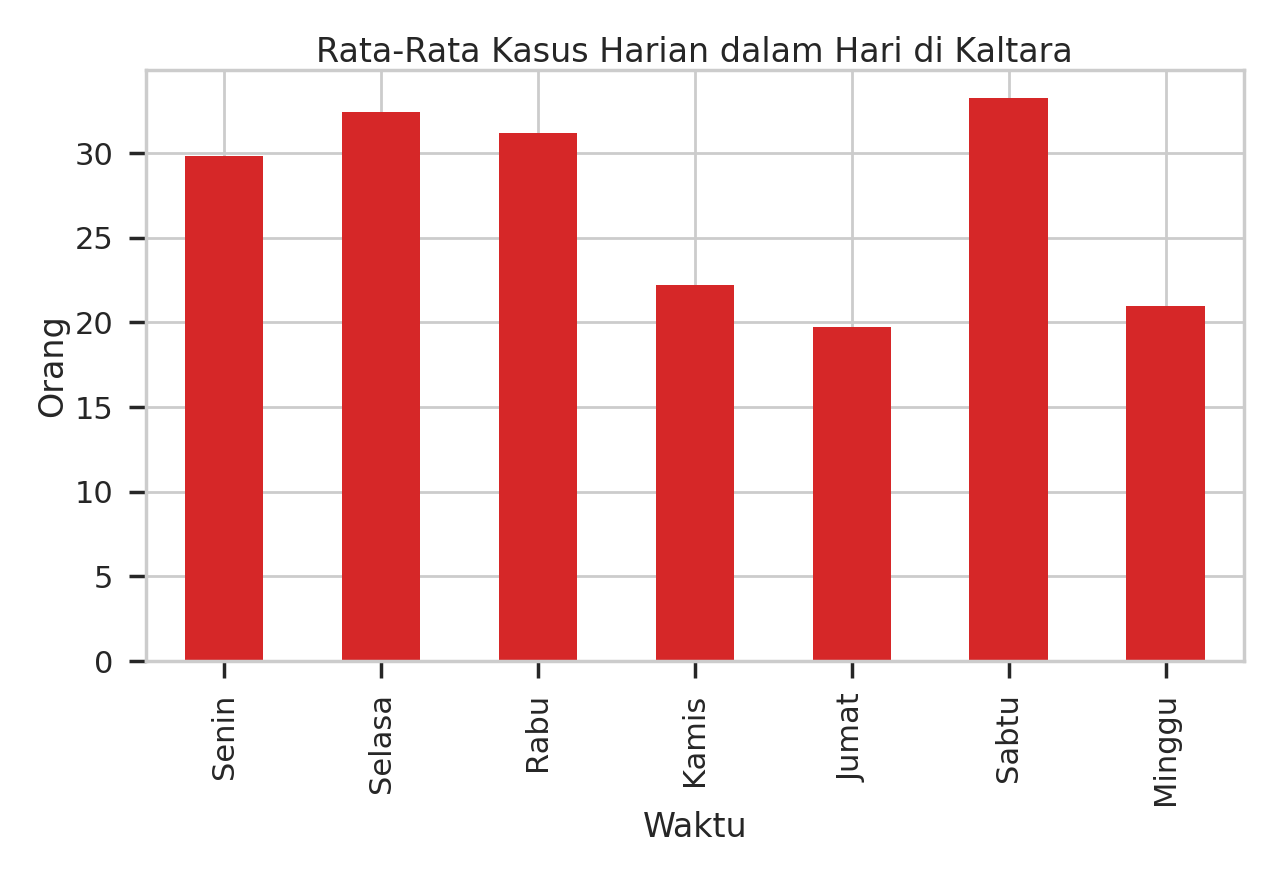 Rata-Rata Kasus Harian dalam Hari di Kaltara
Orang
30
25
20
15
10
5
0
Senin
Selasa
Rabu
Kamis
Jumat
Sabtu
Minggu
Waktu